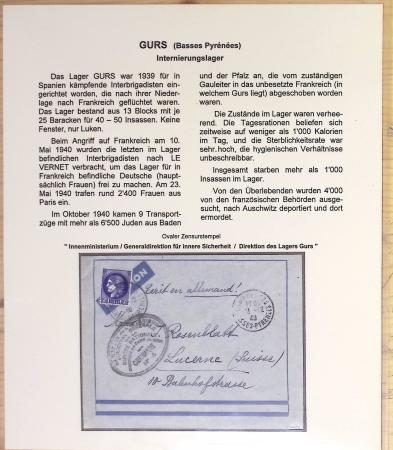 GURS (Basses Pyrénées)
Internierungslager
Das Lager GURS war 1939 für in
Spanien kämpfende Interbrigadisten ein-
gerichtet worden, die nach ihrer Nieder-
lage nach Frankreich geflüchtet waren.
Das Lager bestand aus 13 Blocks mit je
25 Baracken für 40 – 50 Insassen. Keine
Fenster, nur Luken.
Beim Angriff auf Frankreich am 10.
Mai 1940 wurden die letzten im Lager
befindlichen Interbrigadisten nach LE
VERNET verbracht, um das Lager für in
Frankreich befindliche Deutsche (haupt-
sächlich Frauen) frei zu machen. Am 23.
Mai 1940 trafen rund 2'400 Frauen aus
Paris ein.
Im Oktober 1940 kamen 9 Transport-
züge mit mehr als 6'500 Juden aus Baden
und der Pfalz an, die vom zuständigen
Gauleiter in das unbesetzte Frankreich (in
welchem Gurs liegt) abgeschoben worden
waren.
Die Zustände im Lager waren verhee-
rend. Die Tagesrationen beliefen sich
zeitweise auf weniger als 1'000 Kalorien
im Tag, und die Sterblichkeitsrate war
sehr hoch, die hygienischen Verhältnisse
unbeschreibbar.
Insgesamt starben mehr als 1'000
Insassen im Lager.
Von den Überlebenden wurden 4'000
von den französischen Behörden ausge-
sucht, nach Auschwitz deportiert und dort
ermordet.
Ovaler Zensurstempel
" Innenministerium / Generaldirektion für innere Sicherheit / Direktion des Lagers Gurs "
Ecrit en allemand!
Rosenblatt
Lucerne (Suisse)
10 Bahnhofstrasse